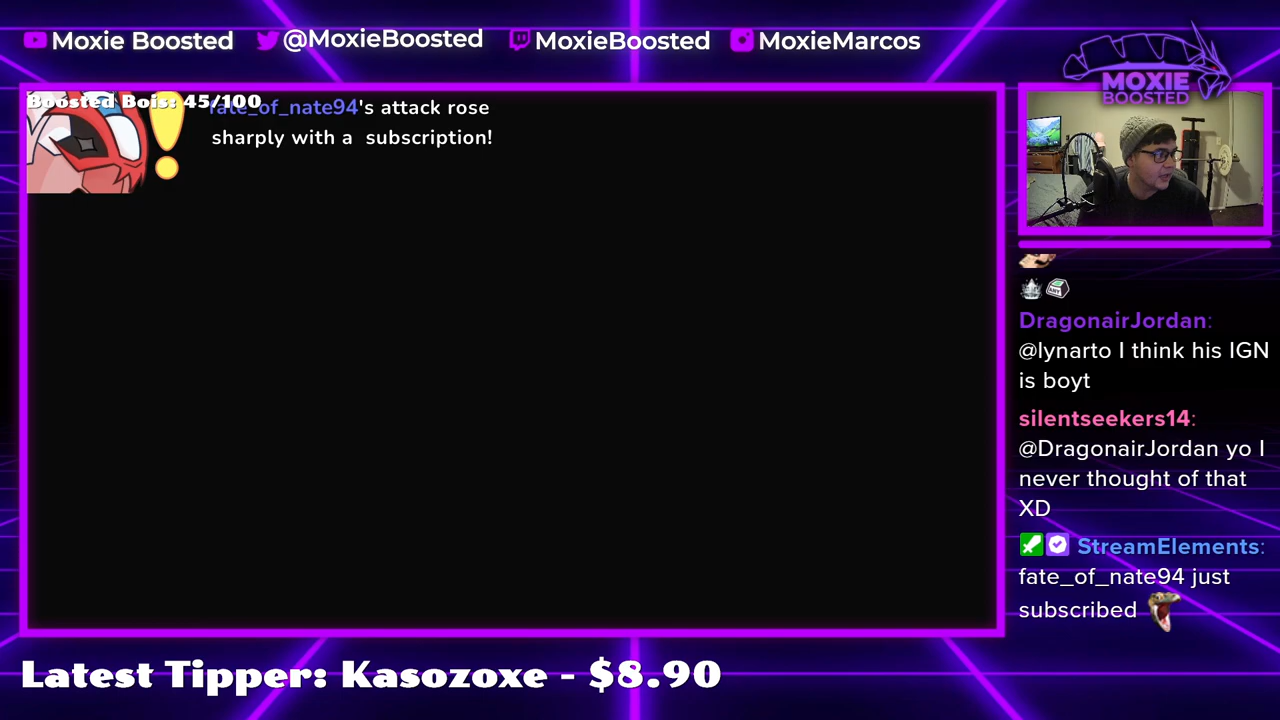 Moxie Boosted @MoxieBoosted MoxieBoosted MoxieMarcos
MOXIE
BOOSTED
Boosted Bois: 45/100
fate_of_nate94's attack rose
sharply with a subscription!
DragonairJordan:
@lynarto I think his IGN
is boyt
silentseekers14:
@DragonairJordan yo I
never thought of that
XD
StreamElements:
fate_of_nate94 just
subscribed
Latest Tipper: Kasozoxe - $8.90